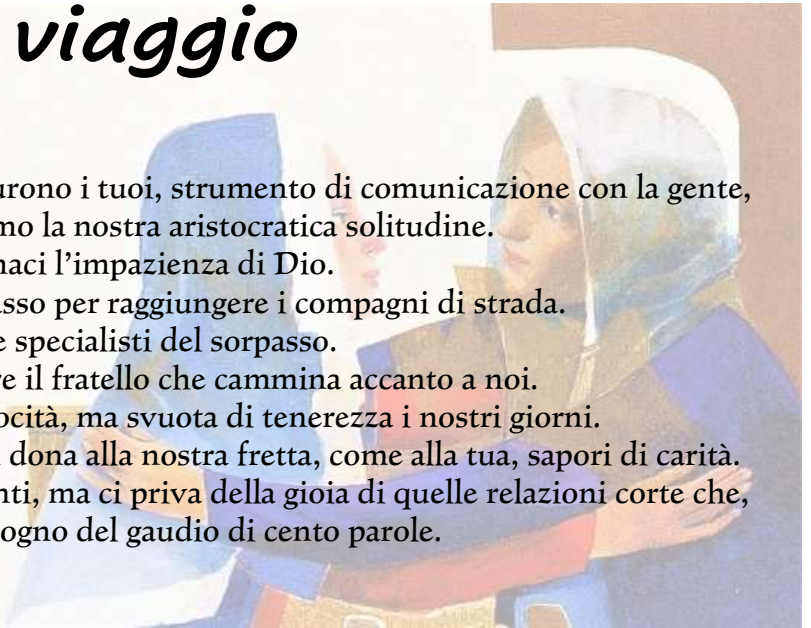 viaggio
urono i tuoi, strumento di comunicazione con la gente,
mo la nostra aristocratica solitudine.
naci l’impazienza di Dio.
sso per raggiungere i compagni di strada.
e specialisti del sorpasso.
re il fratello che cammina accanto a noi.
ocità, ma svuota di tenerezza i nostri giorni.
dona alla nostra fretta, come alla tua, sapori di carità.
nti, ma ci priva della gioia di quelle relazioni corte che,
ogno del gaudio di cento parole.